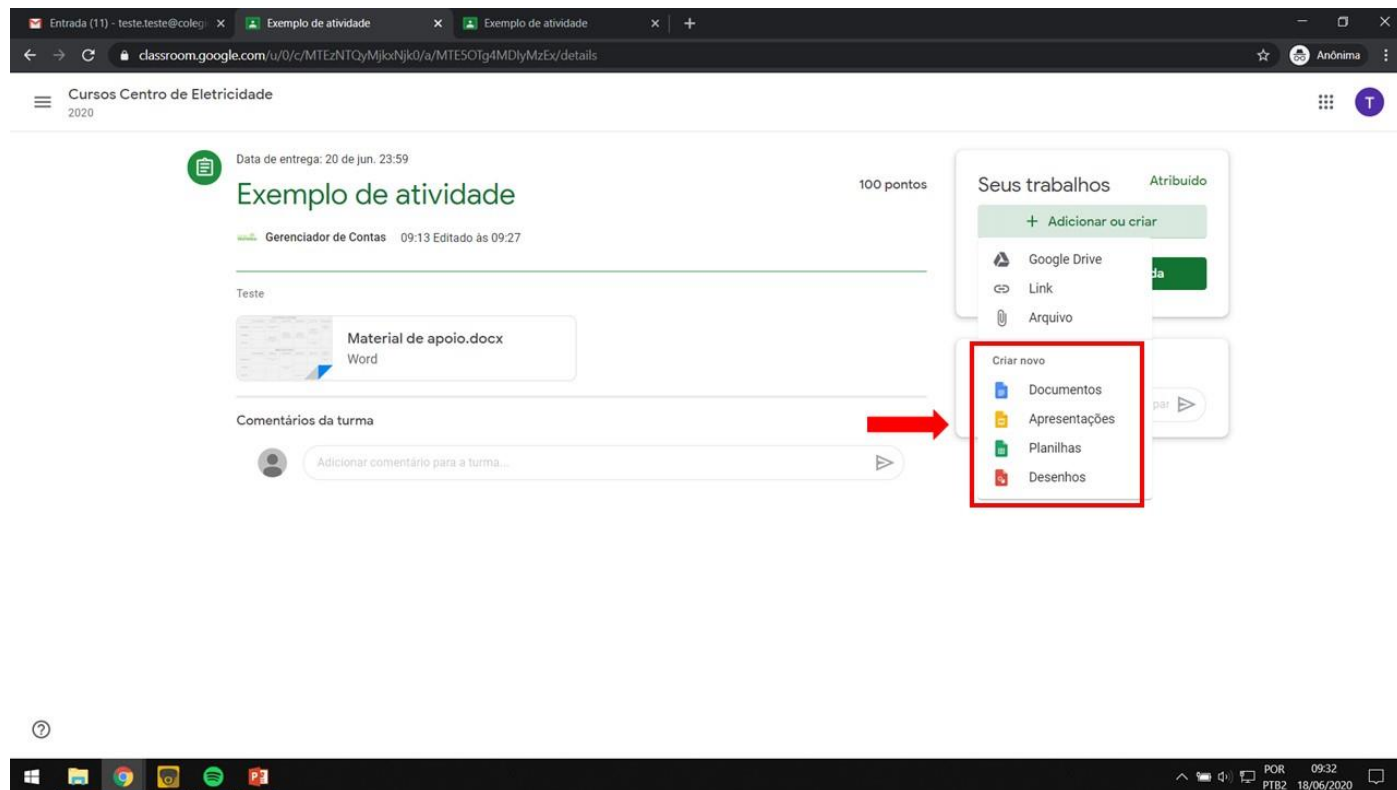 Entrada (11) - teste.teste@colegi
Exemplo de atividade
Exemplo de atividade
classroom.google.com/u/0/c/MTEzNTQyMjkxNjk0/a/MTE5OTg4MDIyMzEx/details
Anônima
Cursos Centro de Eletricidade
2020
T
Data de entrega: 20 de jun. 23:59
Exemplo de atividade
100 pontos
Gerenciador de Contas 09:13 Editado às 09:27
Teste
Material de apoio.docx
Word
Comentários da turma
Adicionar comentário para a turma...
Seus trabalhos
Atribuído
+ Adicionar ou criar
Google Drive
Link
Arquivo
da
Criar novo
Documentos
Apresentações
Planilhas
Desenhos
par
POR
PTB2
09:32
18/06/2020